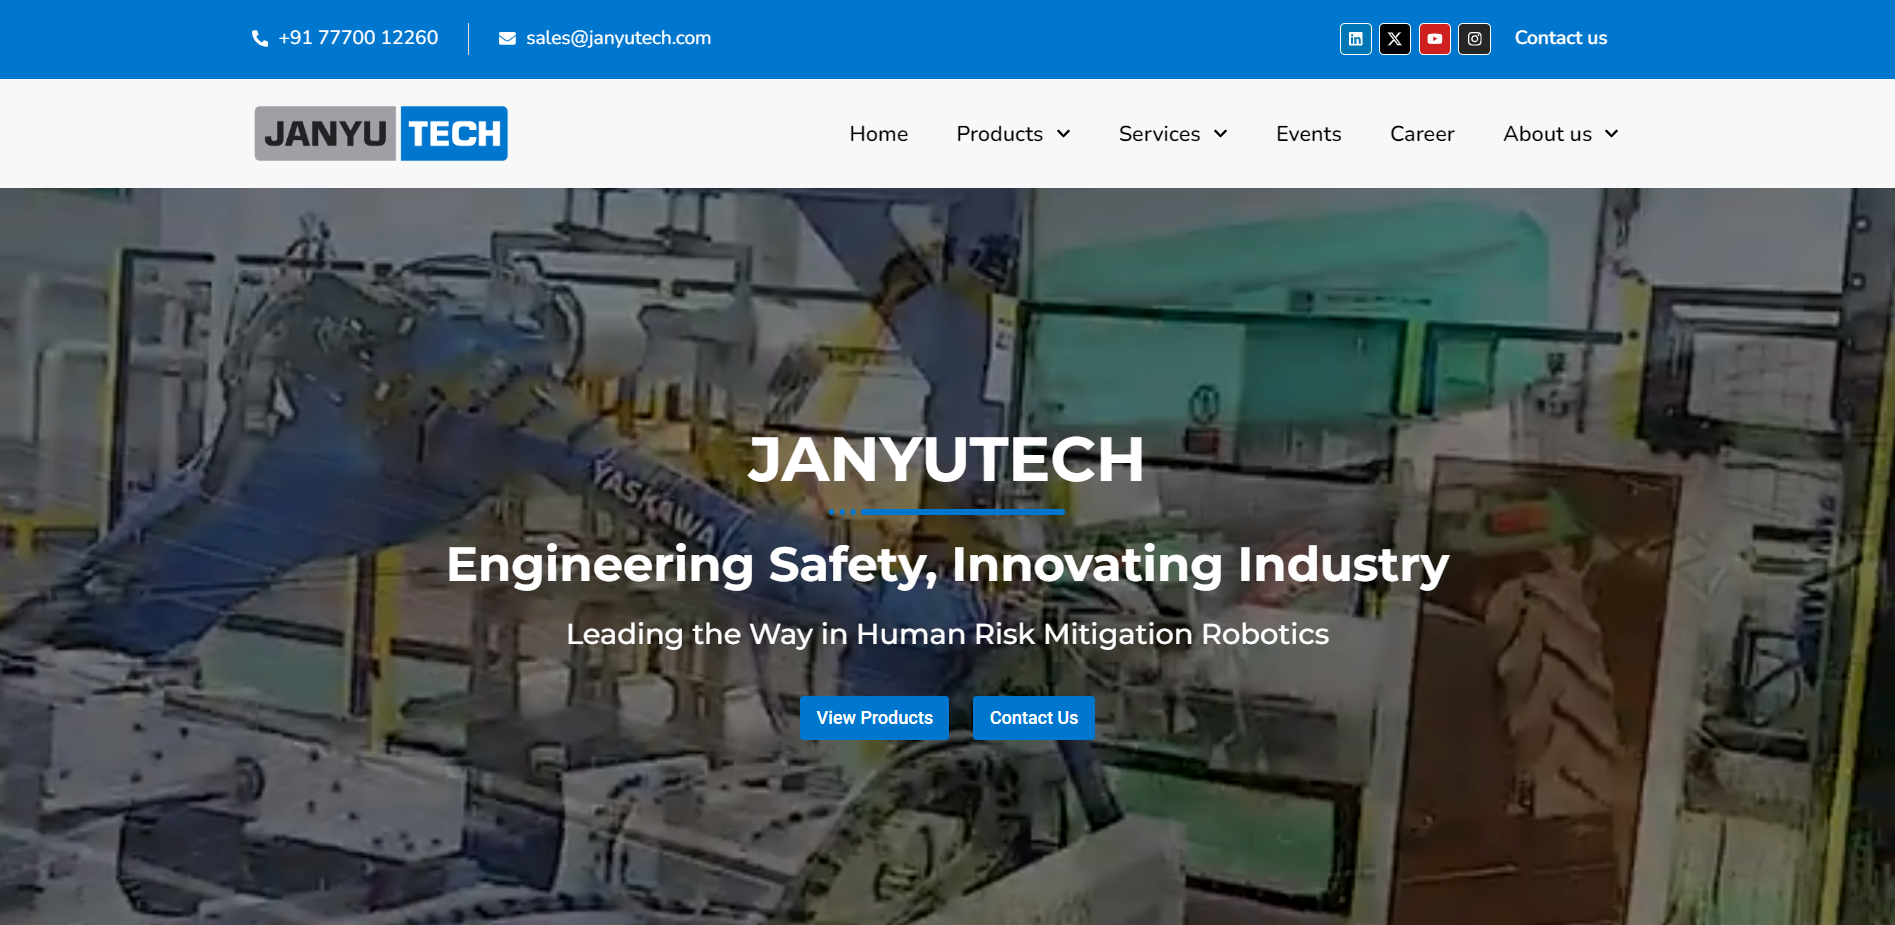 +91 77700 12260
sales@janyutech.com
Contact us
JANYU TECH
Home
Products
Services
Events
Career
About us
YASKAWA
JANYUTECH
Engineering Safety, Innovating Industry
Leading the Way in Human Risk Mitigation Robotics
View Products
Contact Us